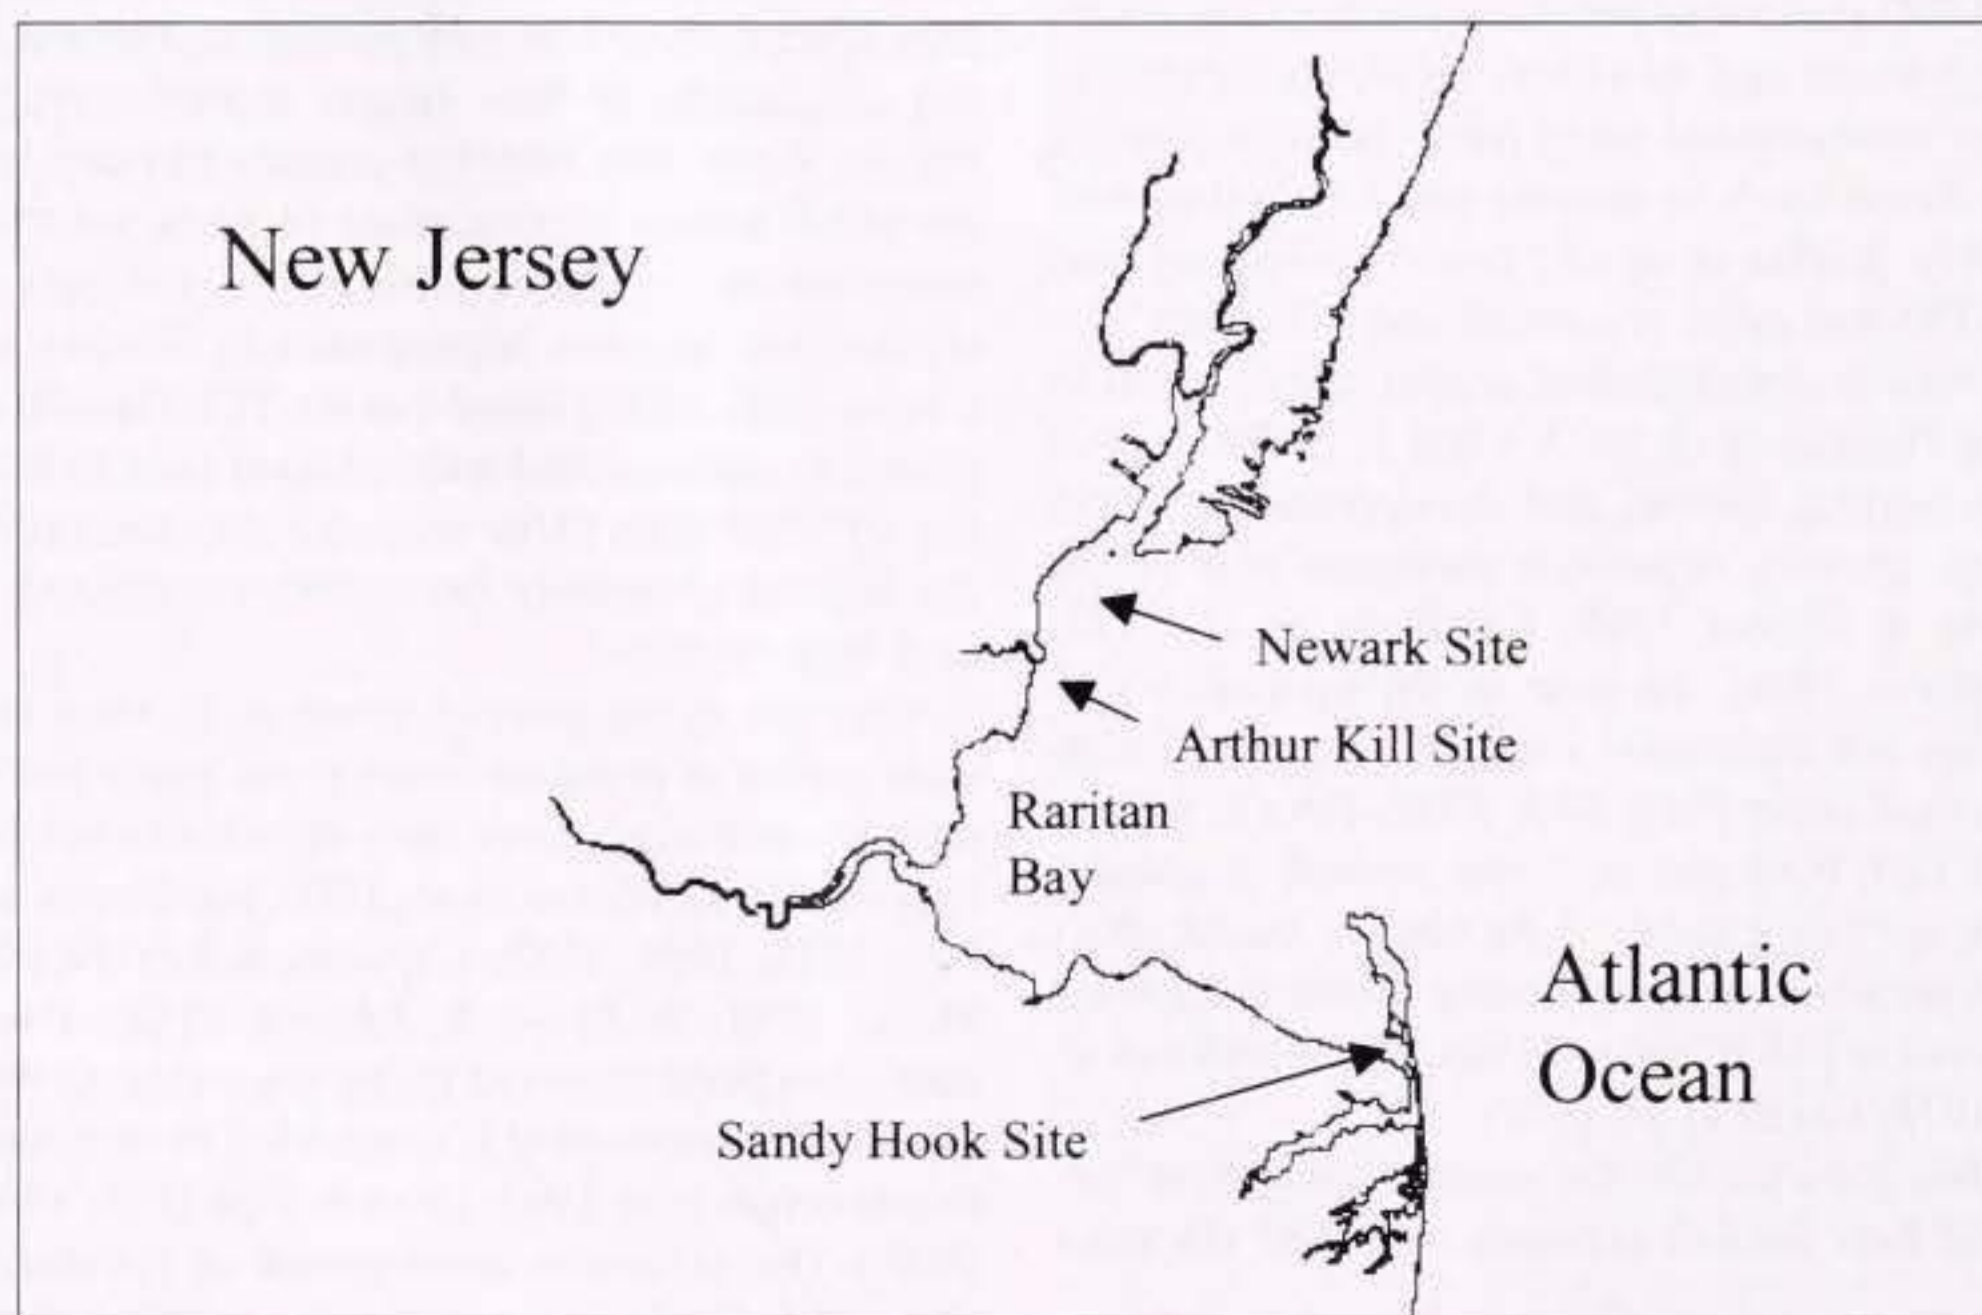 New Jersey
Newark Site
Arthur Kill Site
Raritan
Bay
Atlantic
Ocean
Sandy Hook Site